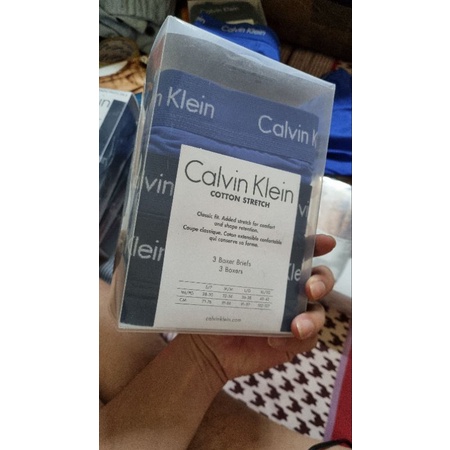 Klein
Calvin
Calvin Klein
COTTON STRETCH
Classic fit. Added stretch for comfort
and shape retention.
Coupe classique. Coton extensible confortable
qui conserve sa forme.
3 Boxer Briefs
3 Boxers
calvinklein.com